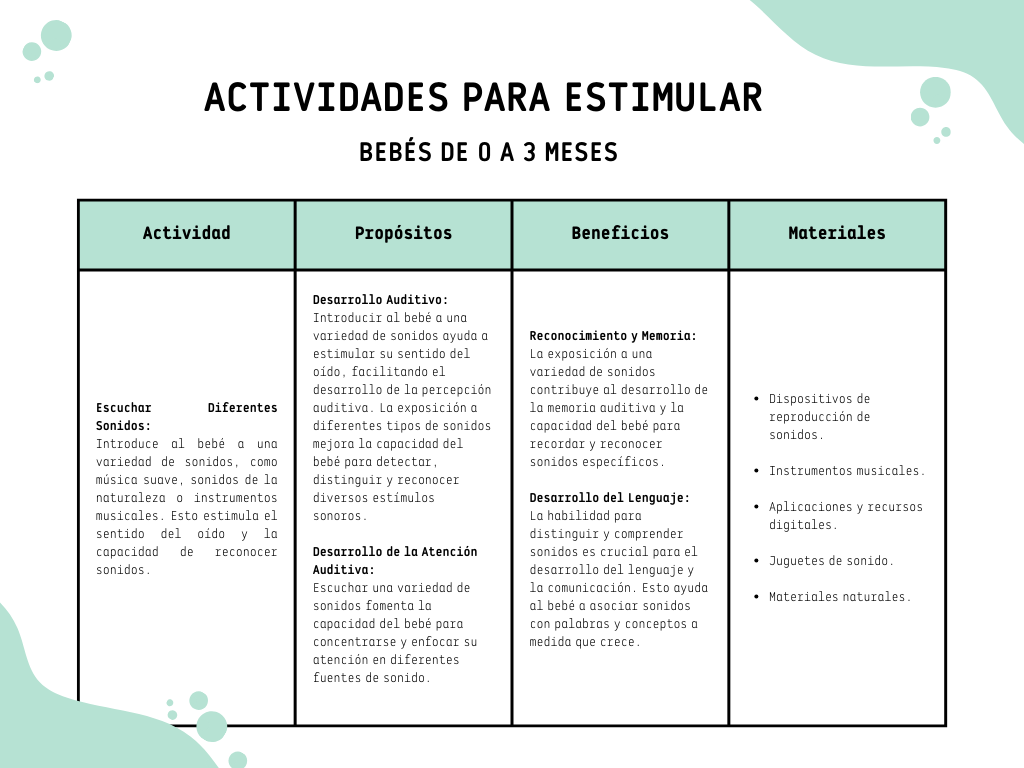 ACTIVIDADES PARA ESTIMULAR
BEBÉS DE 0 A 3 MESES
Actividad
Propósitos
Beneficios
Materiales
Escuchar Diferentes
Sonidos:
Introduce al bebé a una
variedad de sonidos, como
música suave, sonidos de la
naturaleza o instrumentos
musicales. Esto estimula el
sentido del oído y la
capacidad de reconocer
sonidos.
Desarrollo Auditivo:
Introducir al bebé a una
variedad de sonidos ayuda a
estimular su sentido del
oído, facilitando el
desarrollo de la percepción
auditiva. La exposición a
diferentes tipos de sonidos
mejora la capacidad del
bebé para detectar,
distinguir y reconocer
diversos estímulos
sonoros.
Desarrollo de la Atención
Auditiva:
Escuchar una variedad de
sonidos fomenta la
capacidad del bebé para
concentrarse y enfocar su
atención en diferentes
fuentes de sonido.
Reconocimiento y Memoria:
La exposición a una
variedad de sonidos
contribuye al desarrollo de
la memoria auditiva y la
capacidad del bebé para
recordar y reconocer
sonidos específicos.
Desarrollo del Lenguaje:
La habilidad para
distinguir y comprender
sonidos es crucial para el
desarrollo del lenguaje y
la comunicación. Esto ayuda
al bebé a asociar sonidos
con palabras y conceptos a
medida que crece.
• Dispositivos de
reproducción de
sonidos.
• Instrumentos musicales.
• Aplicaciones y recursos
digitales.
• Juguetes de sonido.
• Materiales naturales.